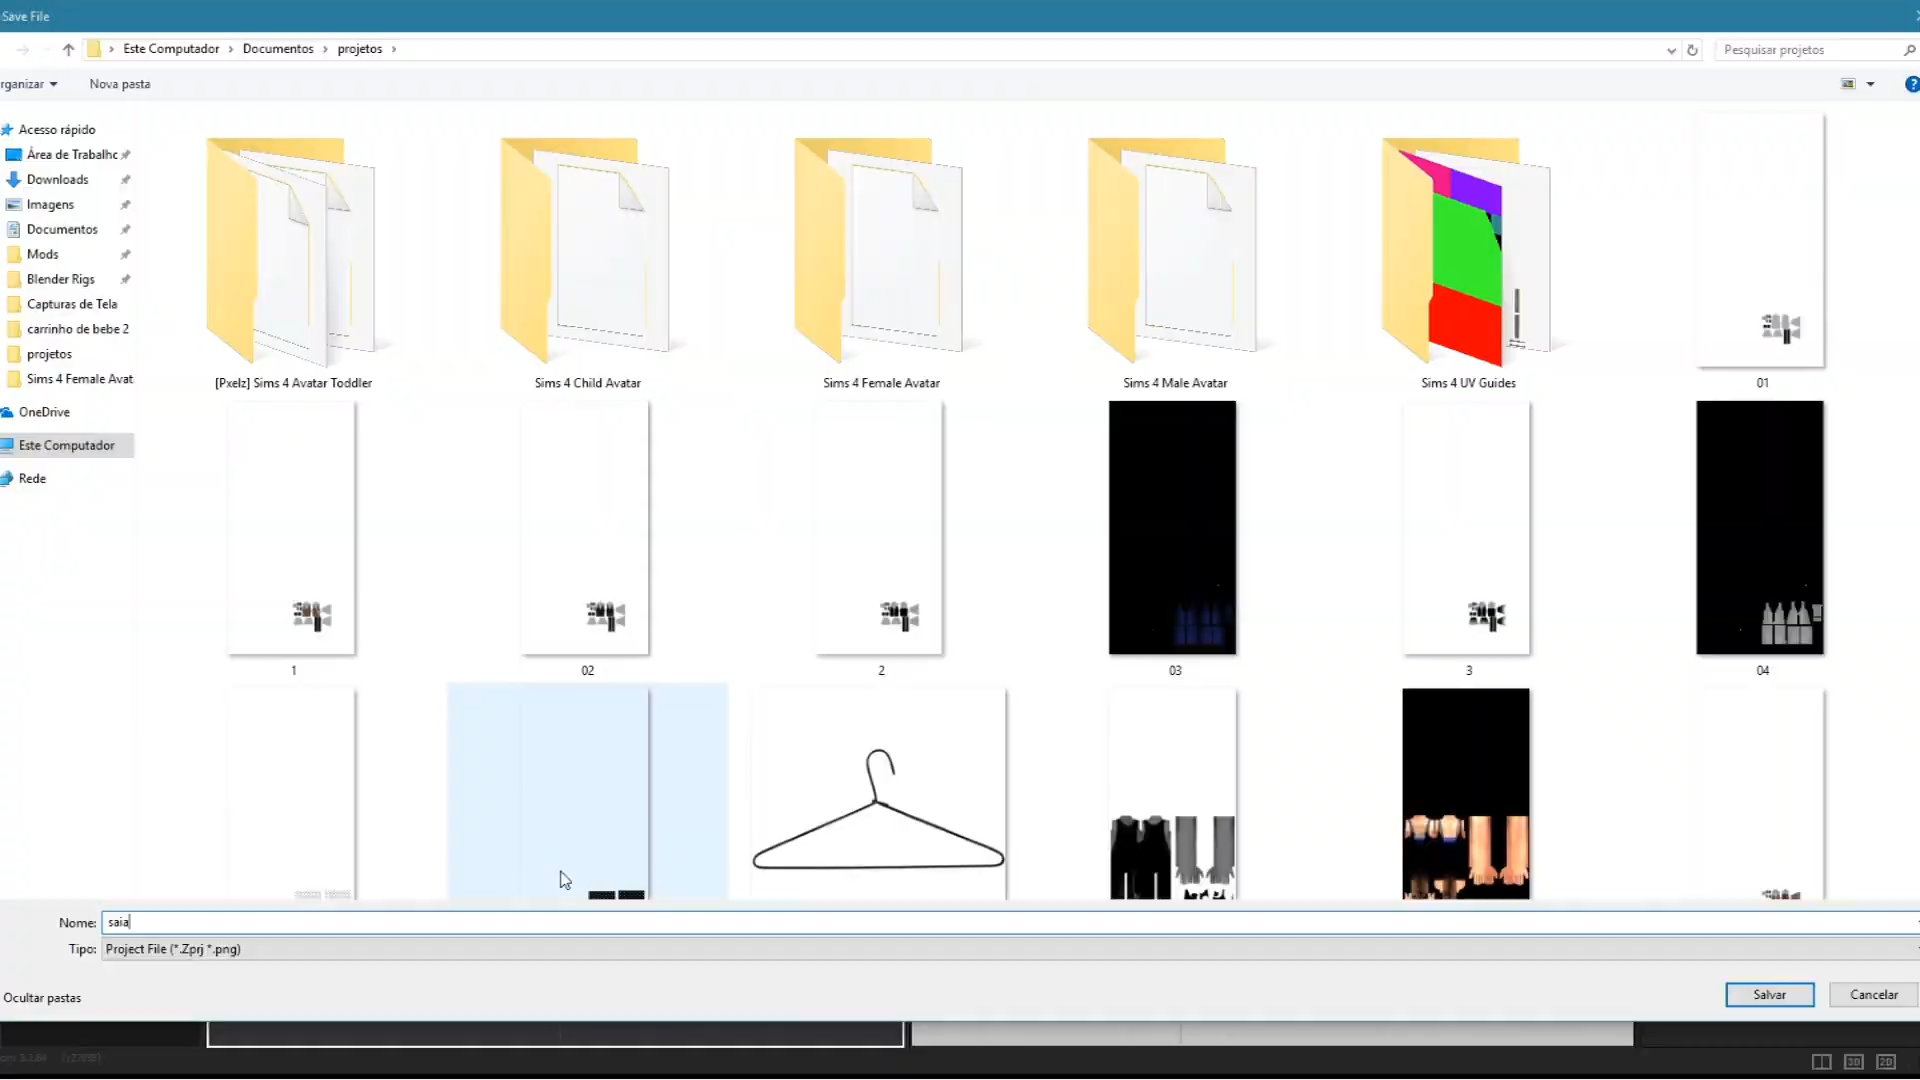 Save File
Este Computador > Documentos > projetos >
Pesquisar projetos
rganizar
Nova pasta
Acesso rápido
Área de Trabalhc
Downloads
Imagens
Documentos
Mods
Blender Rigs
Capturas de Tela
carrinho de bebe 2
projetos
Sims 4 Female Avat
OneDrive
Este Computador
Rede
[Pxelz] Sims 4 Avatar Toddler
Sims 4 Child Avatar
Sims 4 Female Avatar
Sims 4 Male Avatar
Sims 4 UV Guides
01
1
02
2
03
3
04
Nome: saia
Tipo: Project File (*.Zprj *.png)
Ocultar pastas
Salvar
Cancelar
3D
2D